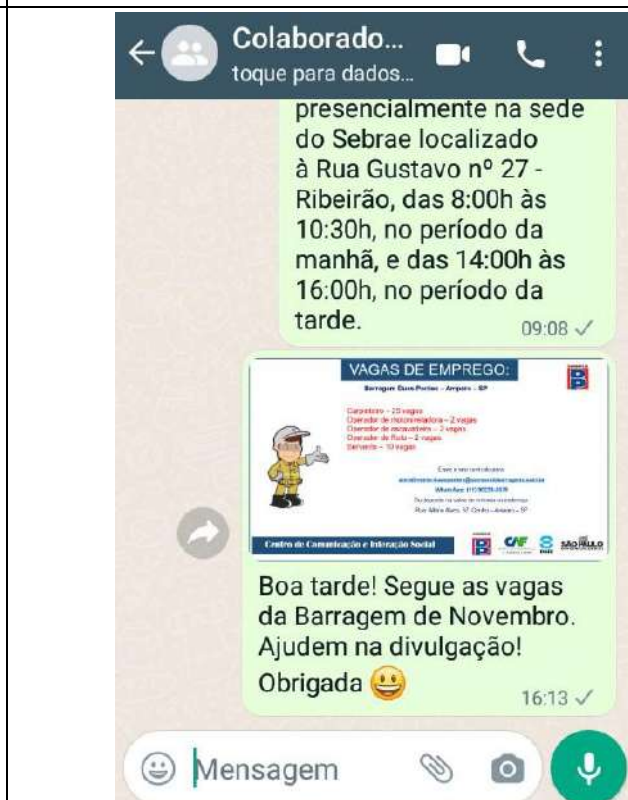 Colaborado...
toque para dados...
presencialmente na sede
do Sebrae localizado
à Rua Gustavo nº 27 -
Ribeirão, das 8:00h às
10:30h, no período da
manhã, e das 14:00h às
16:00h, no período da
tarde.
09:08
VAGAS DE EMPREGO:
Barragem Duas Pontes - Amparo - SP
Carpinteiro - 20 vagas
Operador de motoniveladora - 2 vagas
Operador de escavadeira - 2 vagas
Operador de Rolo - 2 vagas
Servente - 10 vagas
Centro de Comunicação e Interação Social
SÃO PAULO
Boa tarde! Segue as vagas
da Barragem de Novembro.
Ajudem na divulgação!
Obrigada 😃
16:13
Mensagem